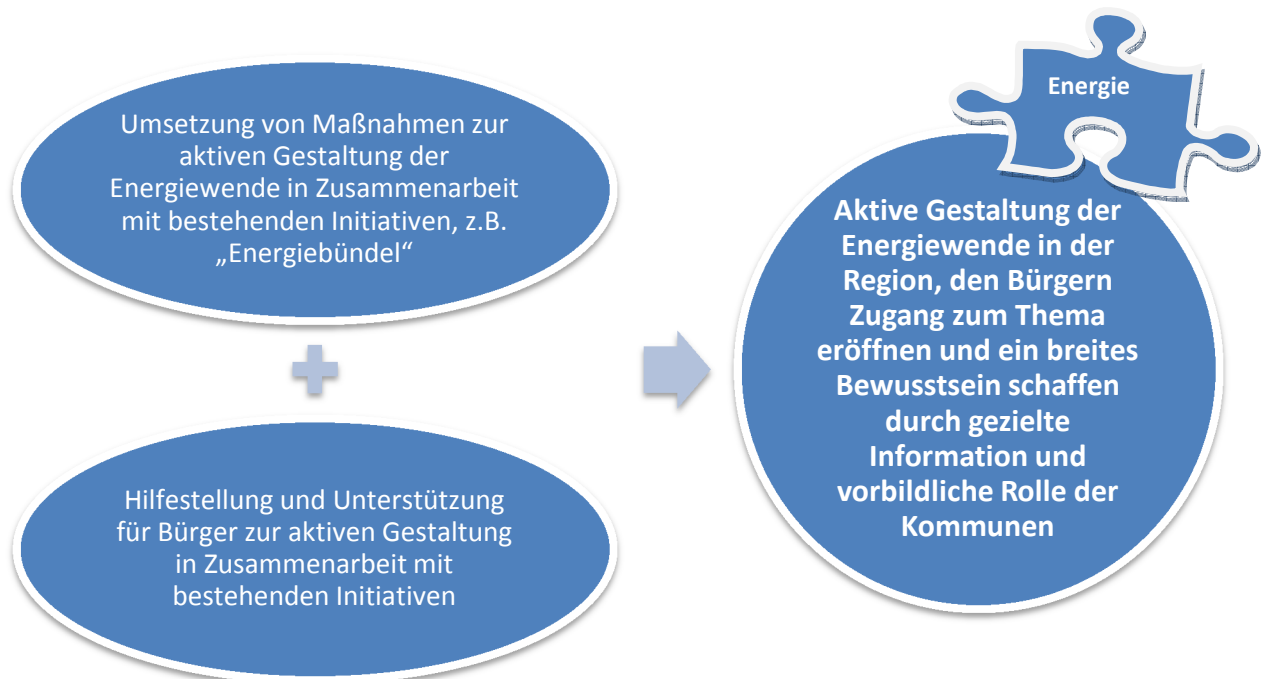 Umsetzung von Maßnahmen zur
aktiven Gestaltung der
Energiewende in Zusammenarbeit
mit bestehenden Initiativen, z.B.
„Energiebündel“
Hilfestellung und Unterstützung
für Bürger zur aktiven Gestaltung
in Zusammenarbeit mit
bestehenden Initiativen
Energie
Aktive Gestaltung der
Energiewende in der
Region, den Bürgern
Zugang zum Thema
eröffnen und ein breites
Bewusstsein schaffen
durch gezielte
Information und
vorbildliche Rolle der
Kommunen